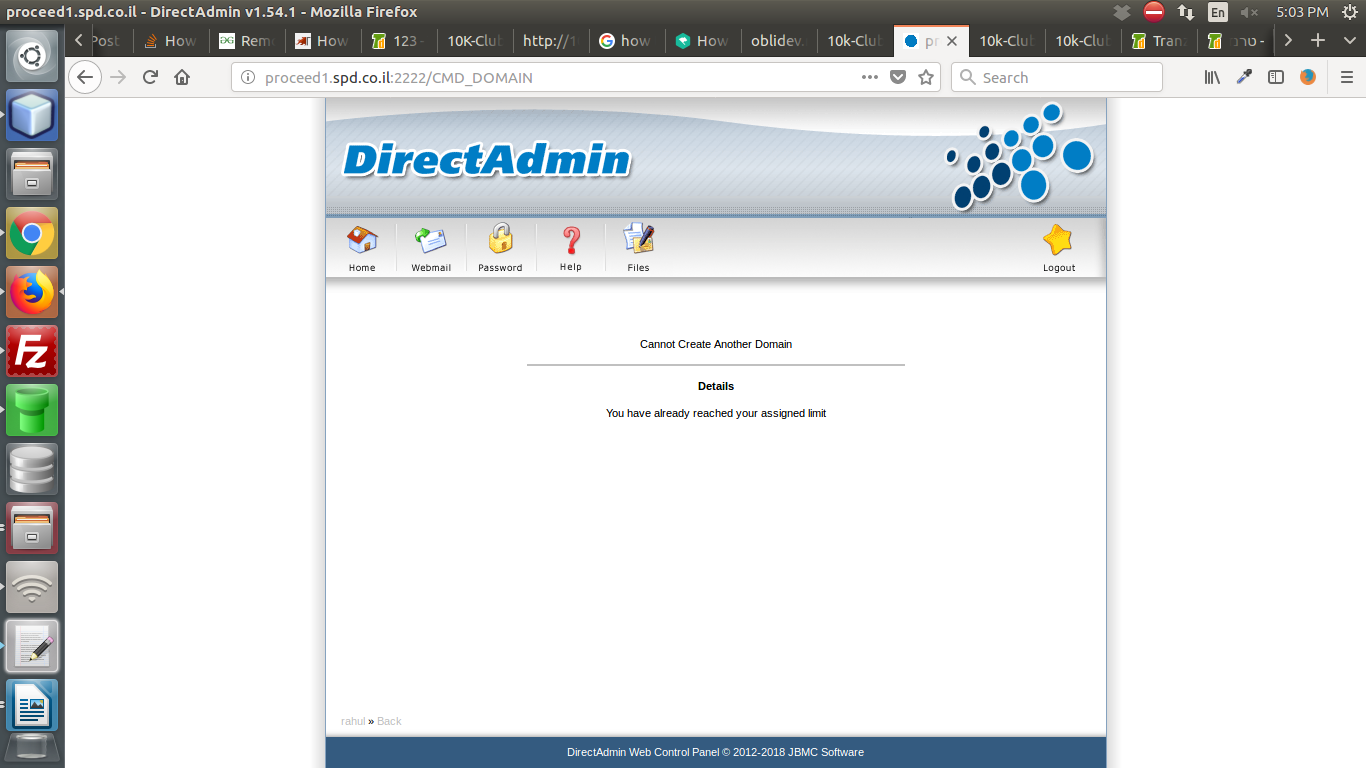 proceed1.spd.co.il - DirectAdmin v1.54.1 - Mozilla Firefox
En
5:03 PM
Post
How
Rem
How
123 -
10K-Club
http://1
how
How
oblidev.
10k-Club
10k-Club
10k-Club
Tran
טרמ -
proceed1.spd.co.il:2222/CMD_DOMAIN
Search
DirectAdmin
Home
Webmail
Password
Help
Files
Logout
Cannot Create Another Domain
Details
You have already reached your assigned limit
rahul » Back
DirectAdmin Web Control Panel © 2012-2018 JBMC Software